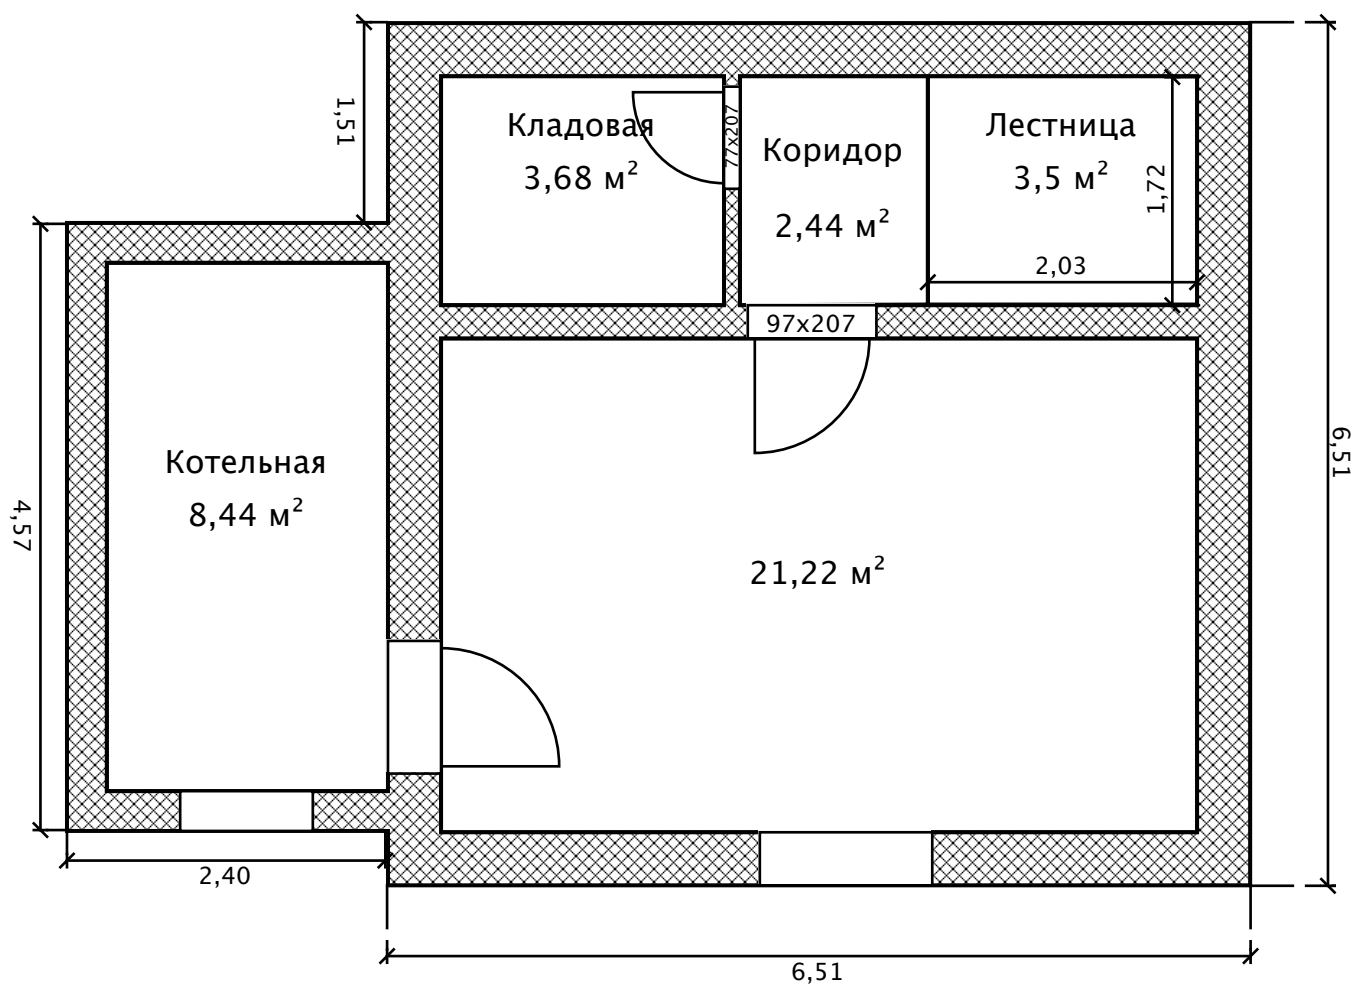 1,51
Кладовая
3,68 м²
77x207
Коридор
2,44 м²
Лестница
3,5 м²
1,72
2,03
97x207
6,51
Котельная
8,44 м²
4,57
21,22 м²
2,40
6,51